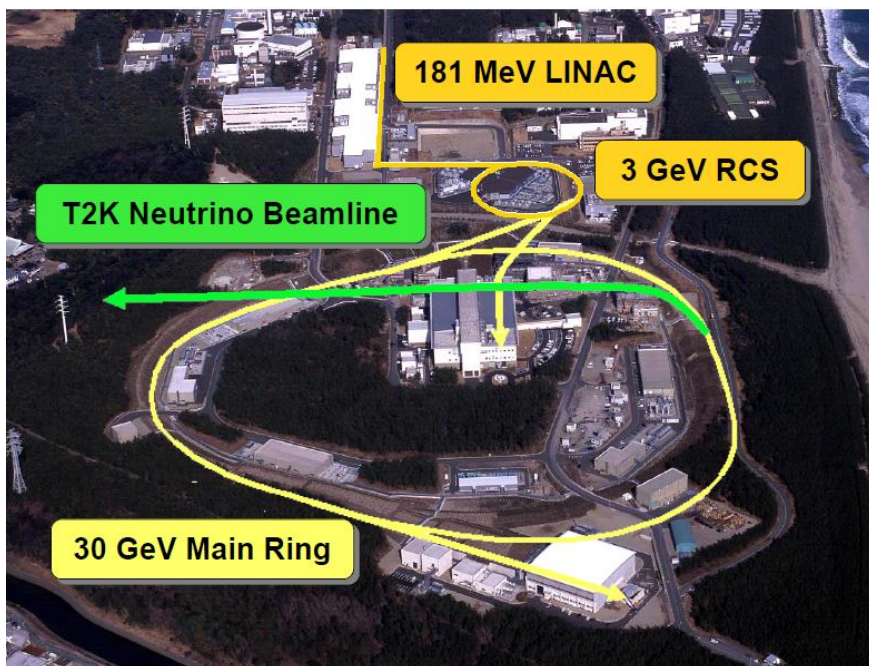 181 MeV LINAC
3 GeV RCS
T2K Neutrino Beamline
30 GeV Main Ring